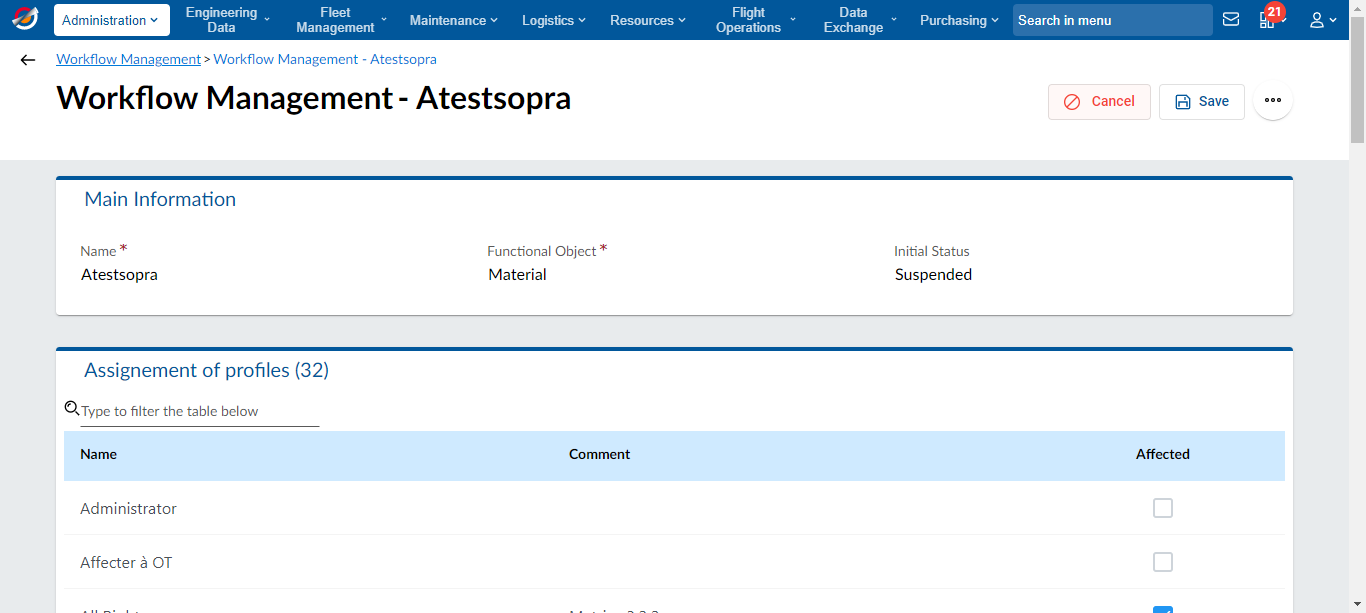 Administration
Engineering Data
Fleet Management
Maintenance
Logistics
Resources
Flight Operations
Data Exchange
Purchasing
Search in menu
21
Workflow Management > Workflow Management - Atestsopra
Workflow Management - Atestsopra
Cancel
Save
Main Information
Name * Functional Object * Initial Status
Atestsopra Material Suspended
Assignement of profiles (32)
Type to filter the table below
Name Comment Affected
Administrator
Affecter à OT